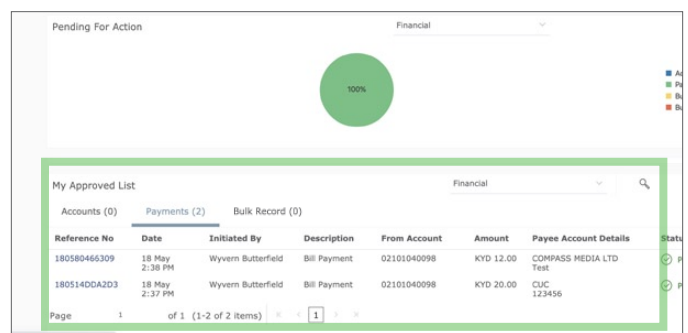 Pending For Action Financial
100%
My Approved List Financial
Accounts (0) Payments (2) Bulk Record (0)
Reference No Date Initiated By Description From Account Amount Payee Account Details
180580466309 18 May 2:38 PM Wyvern Butterfield Bill Payment 02101040098 KYD 12.00 COMPASS MEDIA LTD Test
180514DDA2D3 18 May 2:37 PM Wyvern Butterfield Bill Payment 02101040098 KYD 20.00 CUC 123456
Page 1 of 1 (1-2 of 2 items) 1